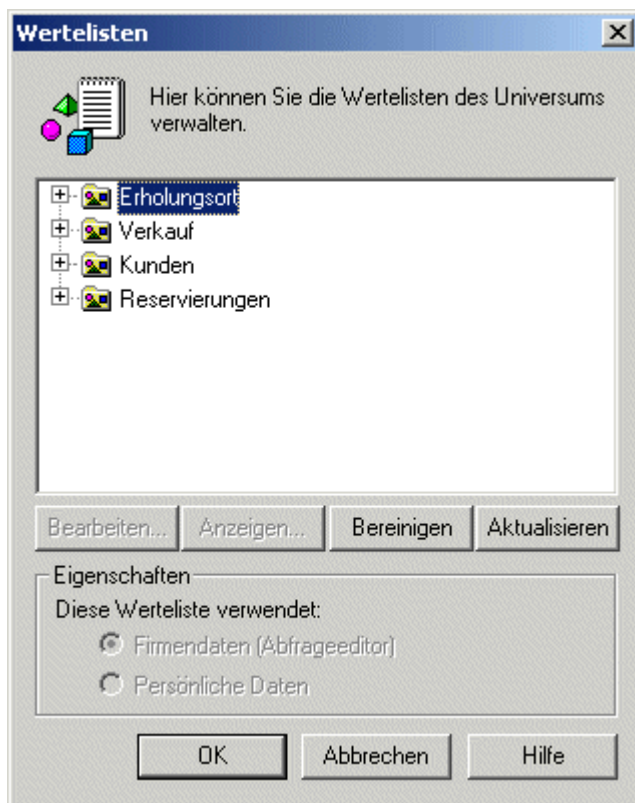 Wertelisten
Hier können Sie die Wertelisten des Universums
verwalten.
Erholungsort
Verkauf
Kunden
Reservierungen
Bearbeiten... Anzeigen... Bereinigen Aktualisieren
Eigenschaften
Diese Werteliste verwendet:
Firmendaten (Abfrageeditor)
Persönliche Daten
OK Abbrechen Hilfe